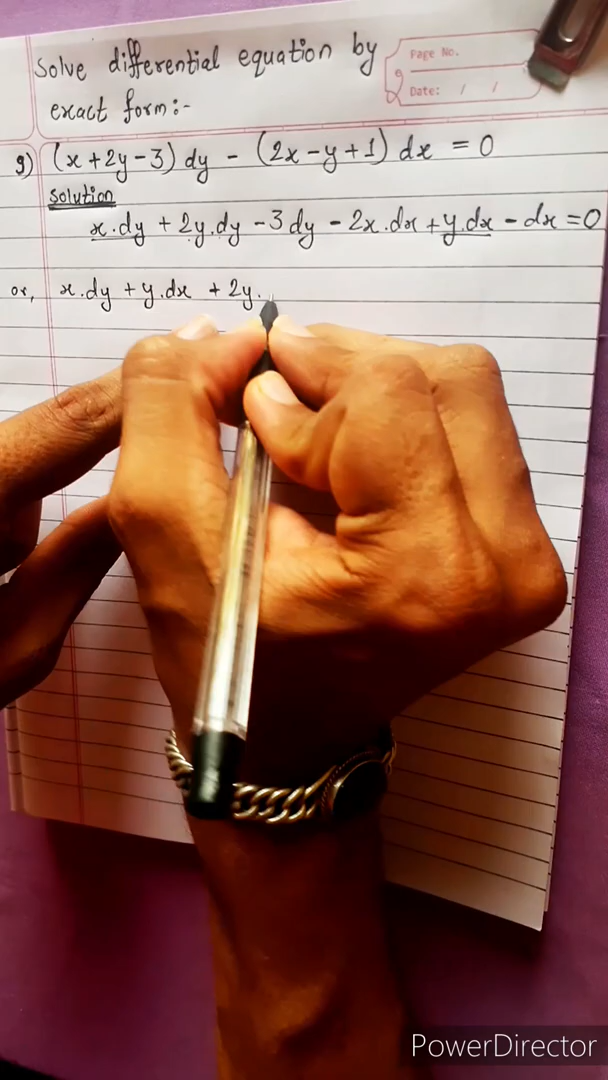 Solve differential equation by
exact form:-
Page No.
Date: / /
9) (x+2y-3) dy - (2x-y+1) dx = 0
Solution
x.dy + 2y.dy - 3dy - 2x.dx + y.dx - dx = 0
or, x.dy + y.dx + 2y.
PowerDirector